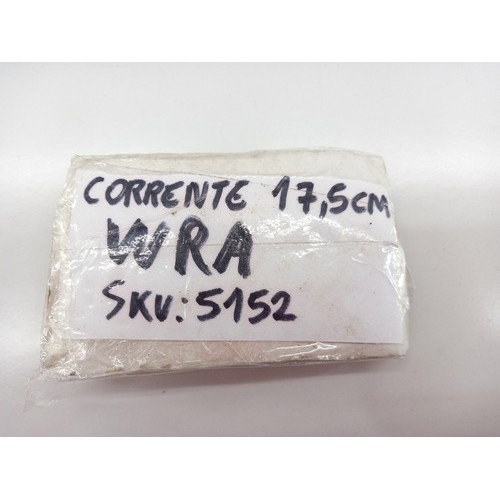 CORRENTE 17,5CM
WRA
SKU: 5152